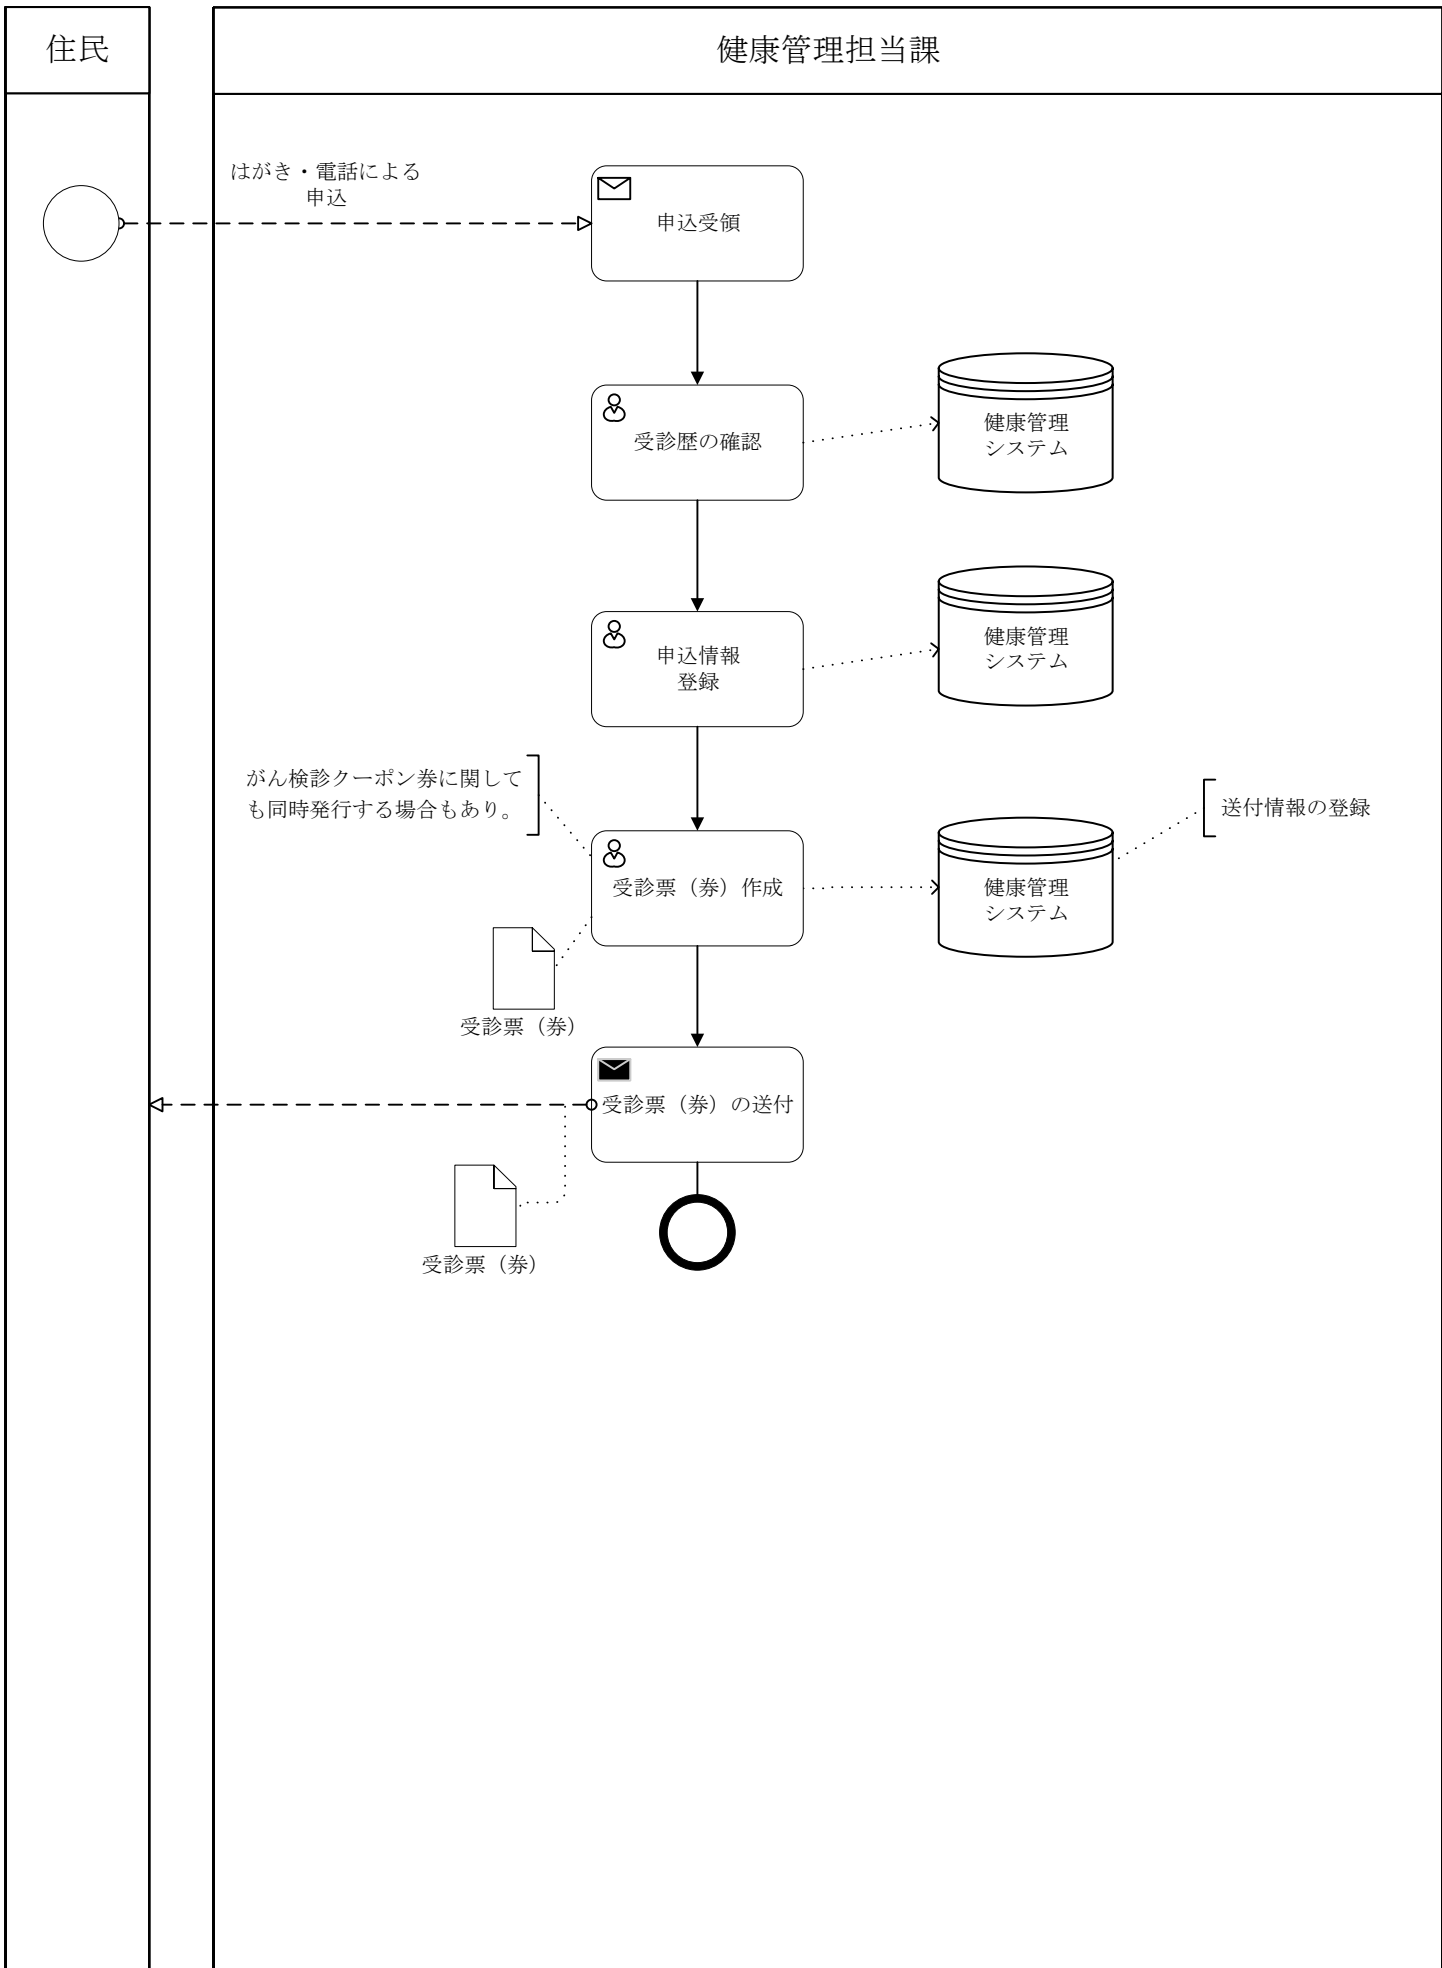 住民
健康管理担当課
はがき・電話による
申込
申込受領
受診歴の確認
健康管理
システム
申込情報
登録
健康管理
システム
がん検診クーポン券に関して
も同時発行する場合もあり。
受診票（券）作成
健康管理
システム
送付情報の登録
受診票（券）
受診票（券）の送付
受診票（券）